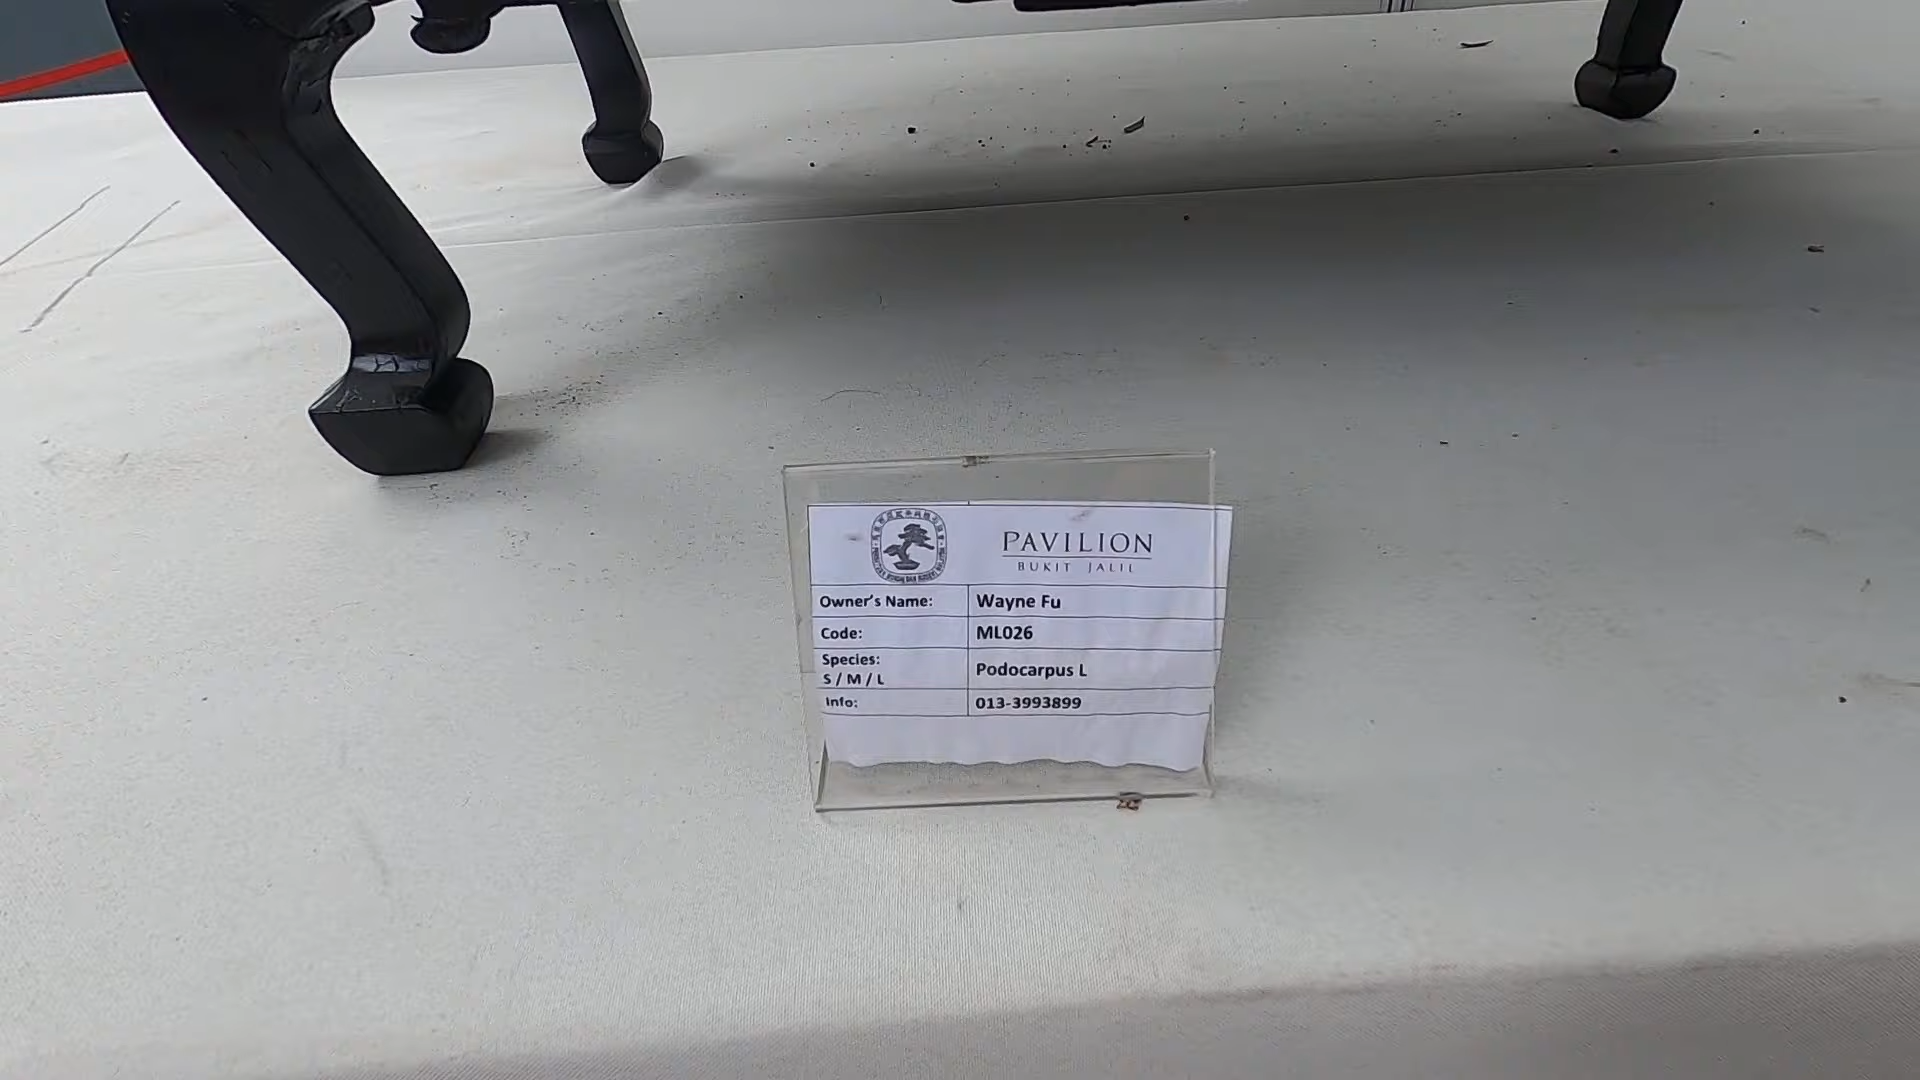 PAVILION
BUKIT JALIL
Owner's Name: Wayne Fu
Code: ML026
Species:
S / M / L Podocarpus L
Info: 013-3993899